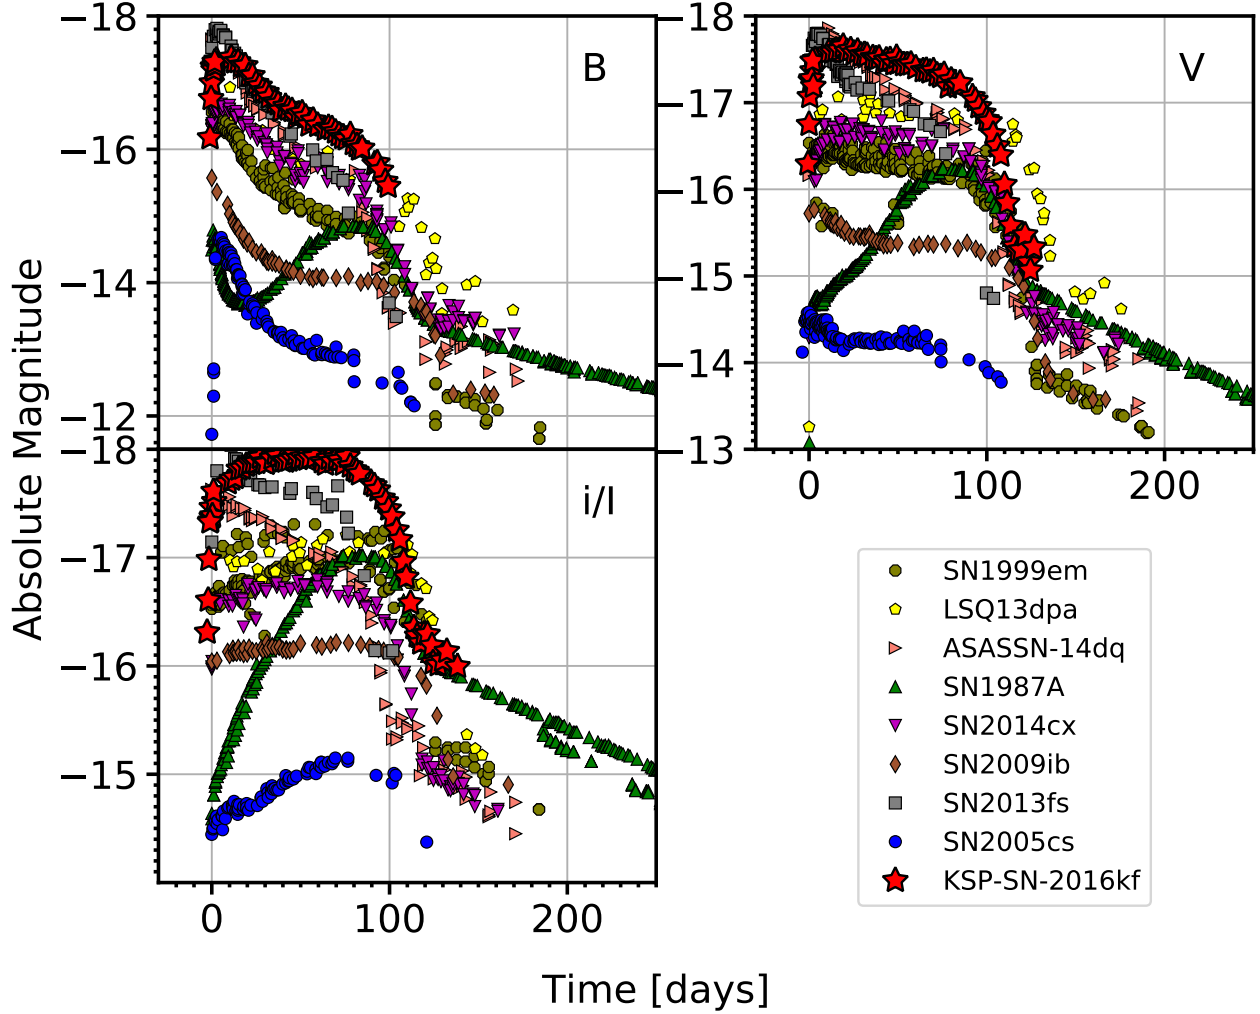 −18
−16
−14
−12
B
−18
−17
−16
−15
−14
−13
V
0
100
200
−18
−17
−16
−15
i/I
0
100
200
Absolute Magnitude
Time [days]
SN1999em
LSQ13dpa
ASASSN-14dq
SN1987A
SN2014cx
SN2009ib
SN2013fs
SN2005cs
KSP-SN-2016kf